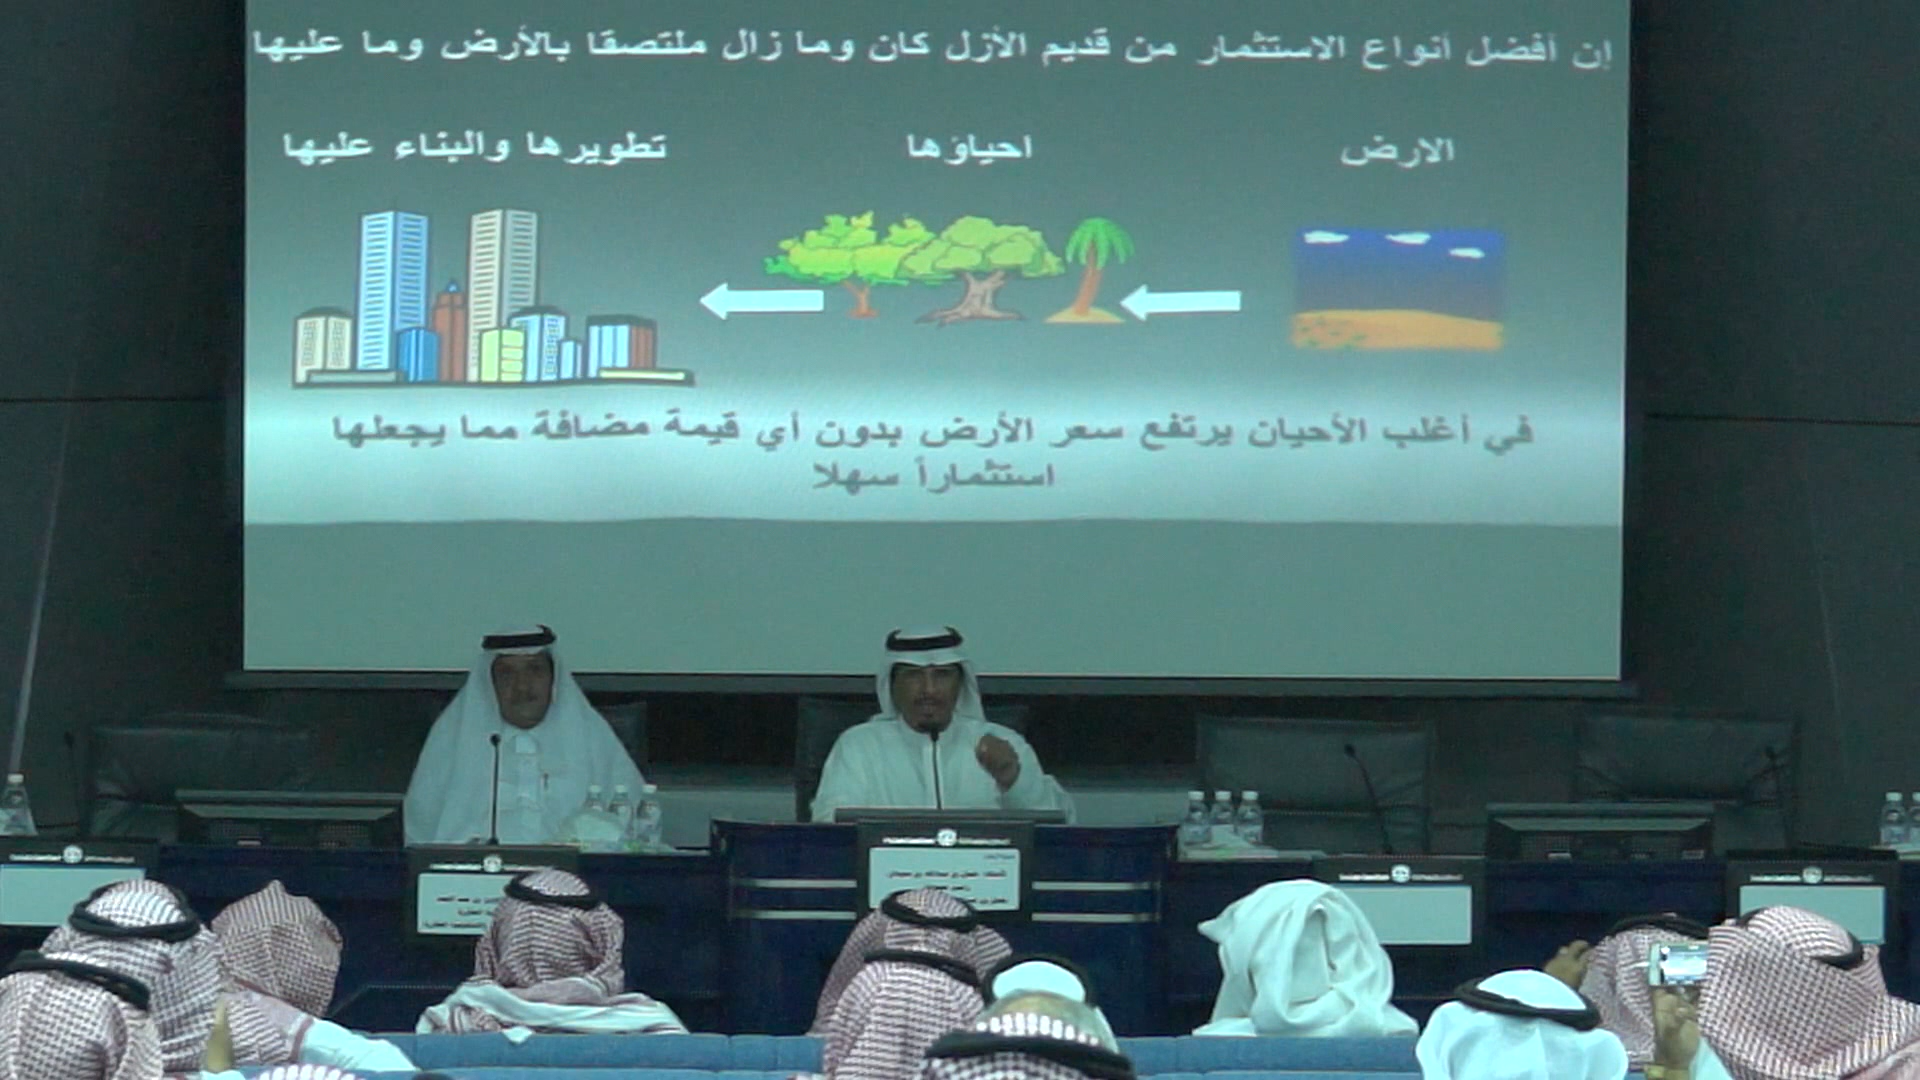 إن أفضل أنواع الاستثمار من قديم الأزل كان وما زال ملتصقا بالأرض وما عليها
الارض
احياؤها
تطويرها والبناء عليها
في أغلب الأحيان يرتفع سعر الأرض بدون أي قيمة مضافة مما يجعلها
استثماراً سهلا